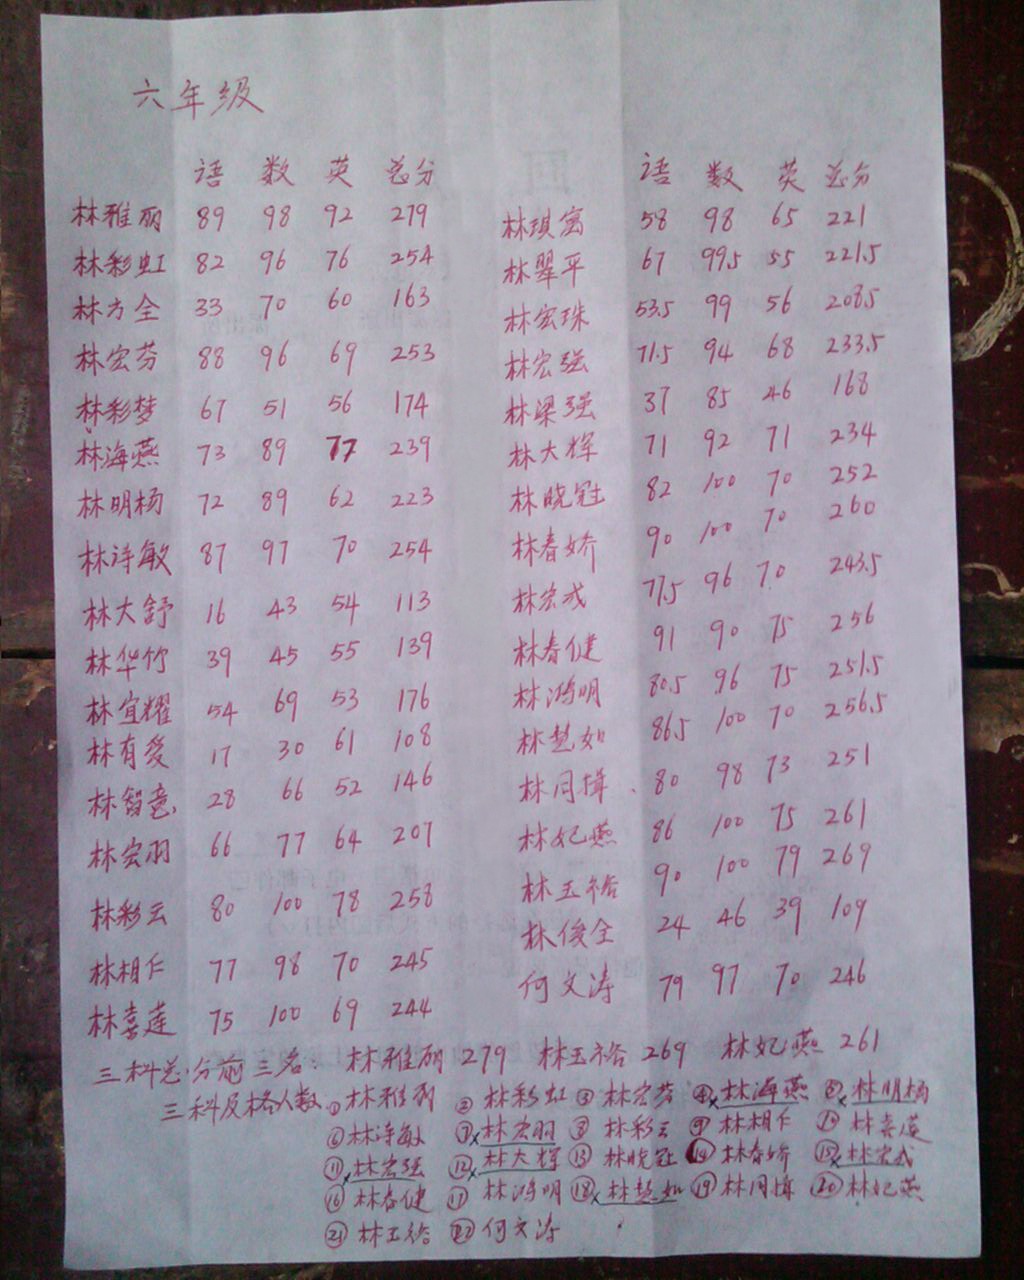 六年级
语 数 英 总分
林雅丽 89 98 92 279
林彩虹 82 96 76 254
林方全 33 70 60 163
林宏芬 88 96 69 253
林彩梦 67 51 56 174
林海燕 73 89 77 239
林明杨 72 89 62 223
林诗敏 87 97 70 254
林大舒 16 43 54 113
林华竹 39 45 55 139
林宜耀 54 69 53 176
林有爱 17 30 61 108
林智意 28 66 52 146
林宏羽 66 77 64 207
林彩云 80 100 78 258
林相仁 77 98 70 245
林喜莲 75 100 69 244
语 数 英 总分
林琪富 58 98 65 221
林翠平 67 99.5 55 221.5
林宏珠 53.5 99 56 208.5
林宏强 71.5 94 68 233.5
林梁强 37 85 46 168
林大辉 71 92 71 234
林晓冠 82 100 70 252
林春娇 90 100 70 260
林宏成 77.5 96 70 243.5
林春健 91 90 75 256
林鸿明 80.5 96 75 251.5
林慧如 86.5 100 70 256.5
林同楫 80 98 73 251
林妃燕 86 100 75 261
林玉裕 90 100 79 269
林俊全 24 46 39 109
何文涛 79 97 70 246
三科总分前三名: 林雅丽 279 林玉裕 269 林妃燕 261
三科及格人数 ①林雅丽 ②林彩虹 ③林宏芬 ④林海燕 ⑤林明杨
⑥林诗敏 ⑦林宏羽 ⑧林彩云 ⑨林相仁 ⑩林喜莲
⑪林宏强 ⑫林大辉 ⑬林晓冠 ⑭林春娇 ⑮林宏成
⑯林春健 ⑰林鸿明 ⑱林慧如 ⑲林同楫 ⑳林妃燕
㉑林玉裕 ㉒何文涛